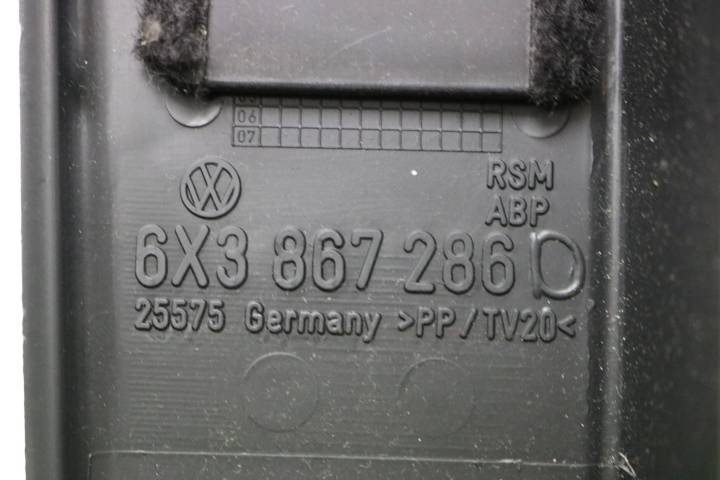 06
07
RSM
ABP
6X3 867 286 D
25575 Germany >PP/TV20<